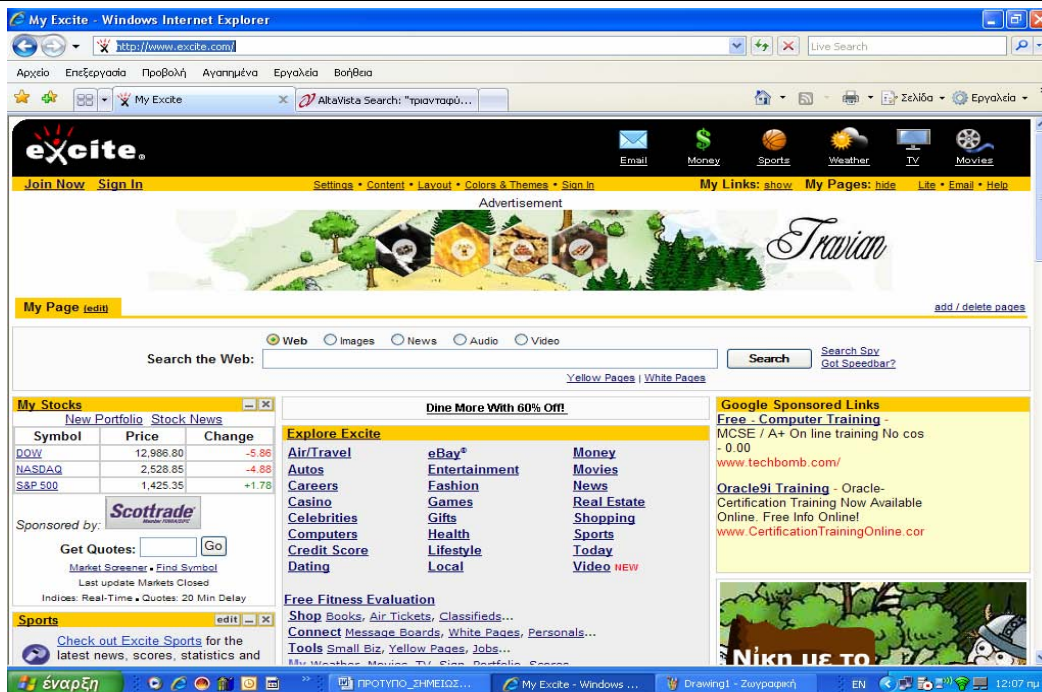 My Excite - Windows Internet Explorer
http://www.excite.com/
Live Search
Αρχείο Επεξεργασία Προβολή Αγαπημένα Εργαλεία Βοήθεια
My Excite
AltaVista Search: "τριανταφύ...
Σελίδα Εργαλεία
excite®
Email Money Sports Weather TV Movies
Join Now Sign In
Settings • Content • Layout • Colors & Themes • Sign In
My Links: show My Pages: hide Lite • Email • Help
Advertisement
Travian
My Page (edit)
add / delete pages
Web Images News Audio Video
Search the Web:
Search
Search Spy
Got Speedbar?
Yellow Pages | White Pages
My Stocks
New Portfolio Stock News
Symbol Price Change
DOW 12,986.80 -5.86
NASDAQ 2,528.85 -4.88
S&P 500 1,425.35 +1.78
Sponsored by:
Scottrade
Get Quotes: Go
Market Screener • Find Symbol
Last update Markets Closed
Indices: Real-Time • Quotes: 20 Min Delay
Sports edit
Check out Excite Sports for the
latest news, scores, statistics and
Dine More With 60% Off!
Explore Excite
Air/Travel eBay® Money
Autos Entertainment Movies
Careers Fashion News
Casino Games Real Estate
Celebrities Gifts Shopping
Computers Health Sports
Credit Score Lifestyle Today
Dating Local Video NEW
Free Fitness Evaluation
Shop Books, Air Tickets, Classifieds...
Connect Message Boards, White Pages, Personals...
Tools Small Biz, Yellow Pages, Jobs...
My Weather, Movies, TV, Sign, Portfolio, Scores
Google Sponsored Links
Free - Computer Training -
MCSE / A+ On line training No cos
- 0.00
www.techbomb.com/
Oracle9i Training - Oracle-
Certification Training Now Available
Online. Free Info Online!
www.CertificationTrainingOnline.cor
Νίκη με το
έναρξη
ΠΡΟΤΥΠΟ_ΣΗΜΕΙΩΣ...
My Excite - Windows ...
Drawing1 - Ζωγραφική
EN
12:07 πμ